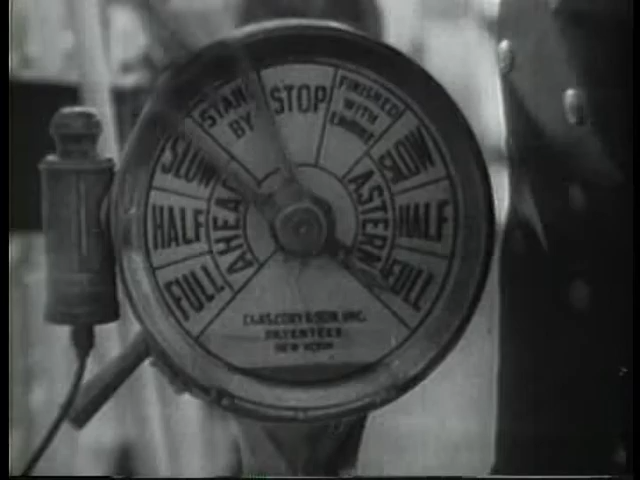 STAND
BY
STOP
FINISHED
WITH
ENGINE
SLOW
HALF
FULL
AHEAD
ASTERN
SLOW
HALF
FULL
CHAS. CORY & SON, INC.
PATENTEES
NEW YORK